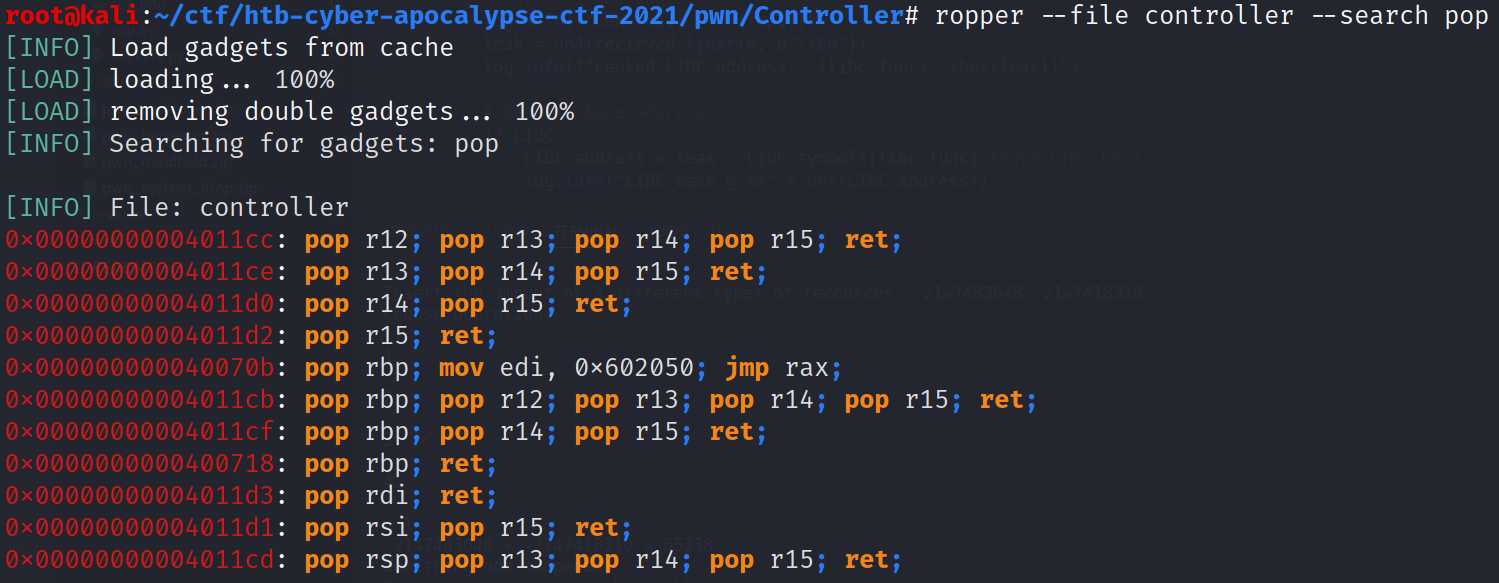 root@kali:~/ctf/htb-cyber-apocalypse-ctf-2021/pwn/Controller# ropper --file controller --search pop
[INFO] Load gadgets from cache
[LOAD] loading... 100%
[LOAD] removing double gadgets... 100%
[INFO] Searching for gadgets: pop
[INFO] File: controller
0×00000000004011cc: pop r12; pop r13; pop r14; pop r15; ret;
0×00000000004011ce: pop r13; pop r14; pop r15; ret;
0×00000000004011d0: pop r14; pop r15; ret;
0×00000000004011d2: pop r15; ret;
0×000000000040070b: pop rbp; mov edi, 0×602050; jmp rax;
0×00000000004011cb: pop rbp; pop r12; pop r13; pop r14; pop r15; ret;
0×00000000004011cf: pop rbp; pop r14; pop r15; ret;
0×0000000000400718: pop rbp; ret;
0×00000000004011d3: pop rdi; ret;
0×00000000004011d1: pop rsi; pop r15; ret;
0×00000000004011cd: pop rsp; pop r13; pop r14; pop r15; ret;